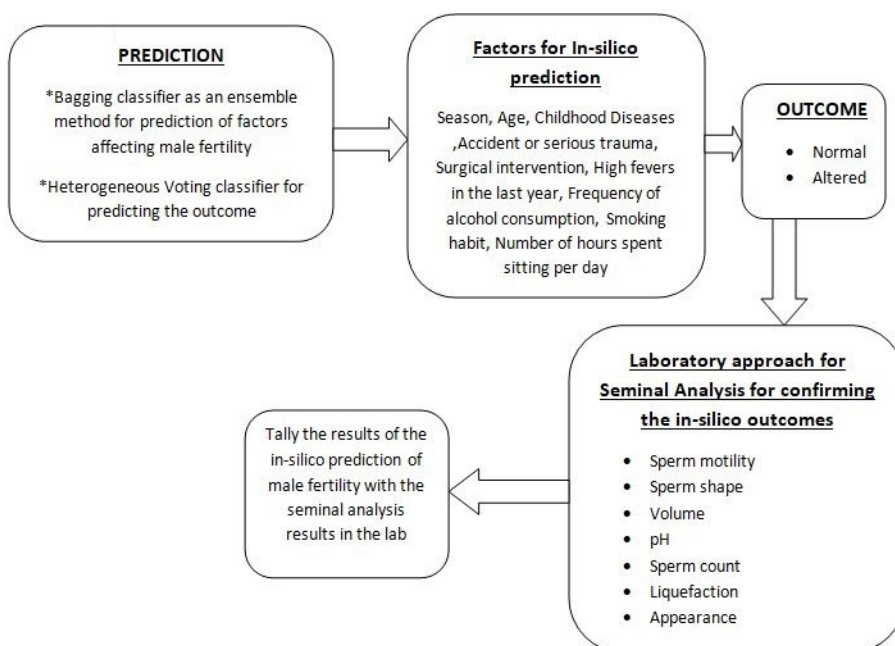 PREDICTION
*Bagging classifier as an ensemble
method for prediction of factors
affecting male fertility
*Heterogeneous Voting classifier for
predicting the outcome
Factors for In-silico
prediction
Season, Age, Childhood Diseases
,Accident or serious trauma,
Surgical intervention, High fevers
in the last year, Frequency of
alcohol consumption, Smoking
habit, Number of hours spent
sitting per day
OUTCOME
• Normal
• Altered
Laboratory approach for
Seminal Analysis for confirming
the in-silico outcomes
• Sperm motility
• Sperm shape
• Volume
• pH
• Sperm count
• Liquefaction
• Appearance
Tally the results of the
in-silico prediction of
male fertility with the
seminal analysis
results in the lab